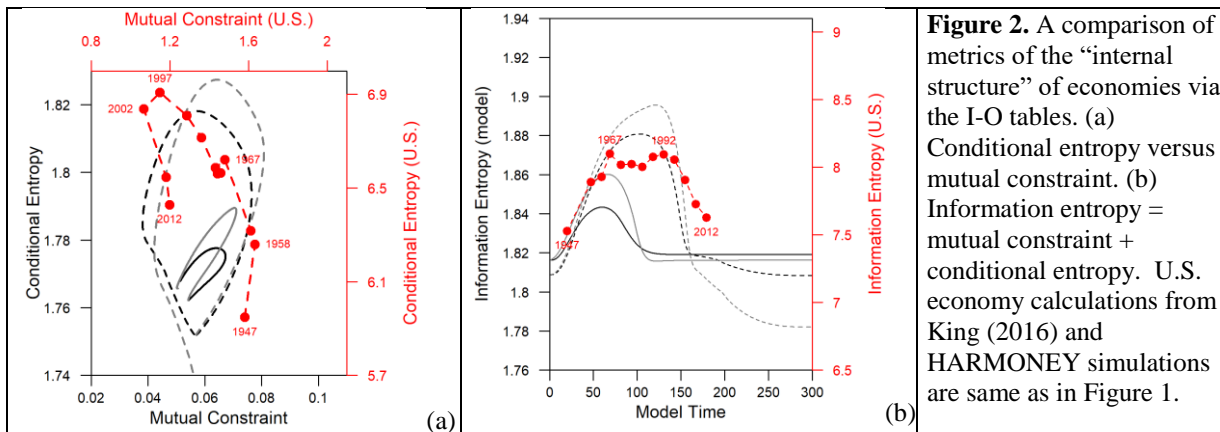 Mutual Constraint (U.S.)
0.8 1.2 1.6 2
(a)
1997
2002
1967
2012
1958
1947
1.82
1.8
1.78
1.76
1.74
Conditional Entropy
6.9
6.5
6.1
5.7
Conditional Entropy (U.S.)
0.02 0.04 0.06 0.08 0.1
Mutual Constraint
(a)
(b)
1.94
1.92
1.9
1.88
1.86
1.84
1.82
1.8
1.78
1.76
Information Entropy (model)
1967
1992
1947
2012
9
8.5
8
7.5
7
6.5
Information Entropy (U.S.)
0 50 100 150 200 250 300
Model Time
(b)
Figure 2. A comparison of
metrics of the “internal
structure” of economies via
the I-O tables. (a)
Conditional entropy versus
mutual constraint. (b)
Information entropy =
mutual constraint +
conditional entropy.  U.S.
economy calculations from
King (2016) and
HARMONEY simulations
are same as in Figure 1.